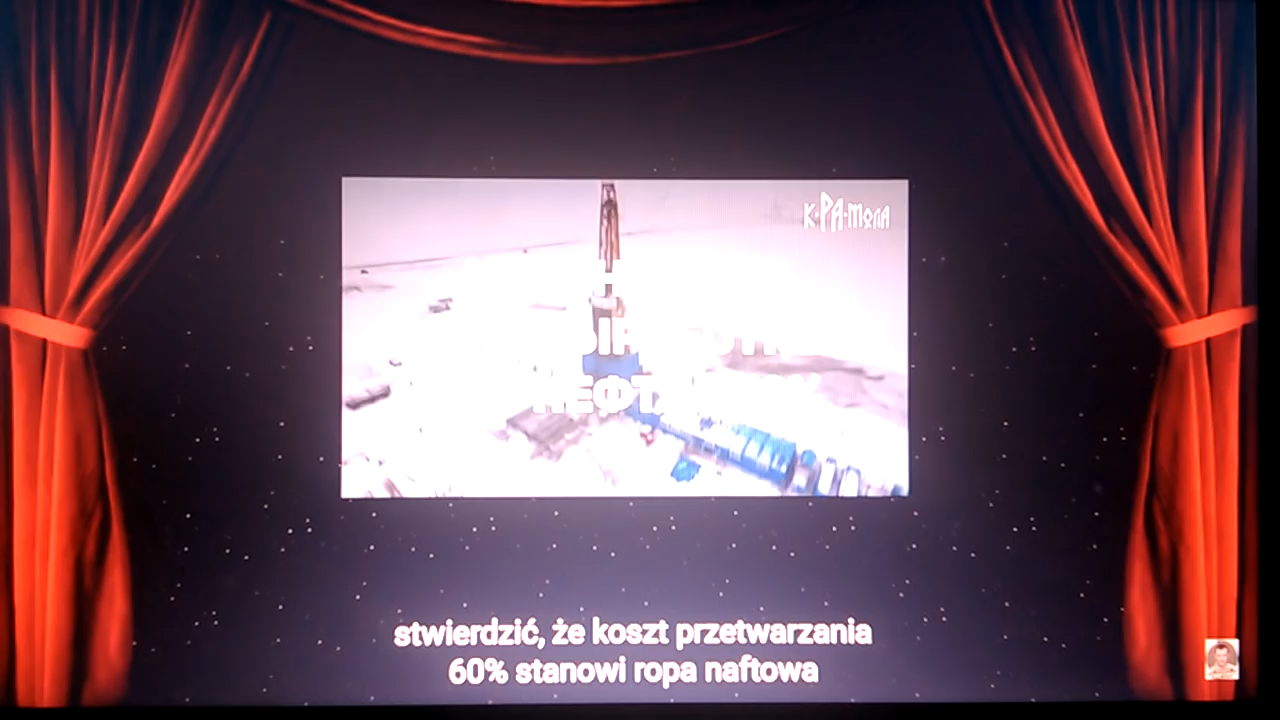 К·РА·МОЛА
stwierdzić, że koszt przetwarzania
60% stanowi ropa naftowa